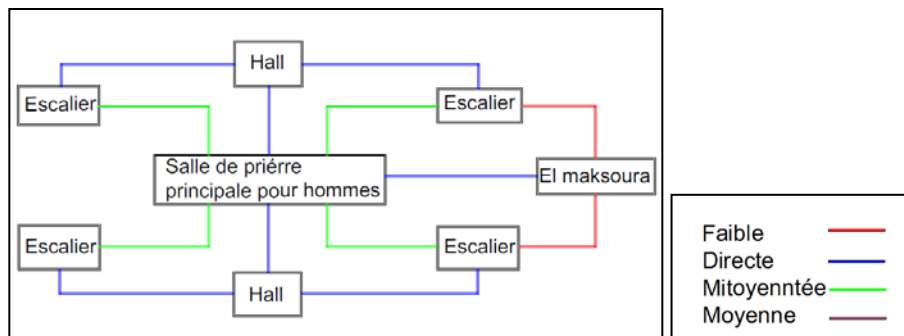 Hall
Escalier
Escalier
Salle de priérre
principale pour hommes
El maksoura
Escalier
Escalier
Hall
Faible
Directe
Mitoyenntée
Moyenne